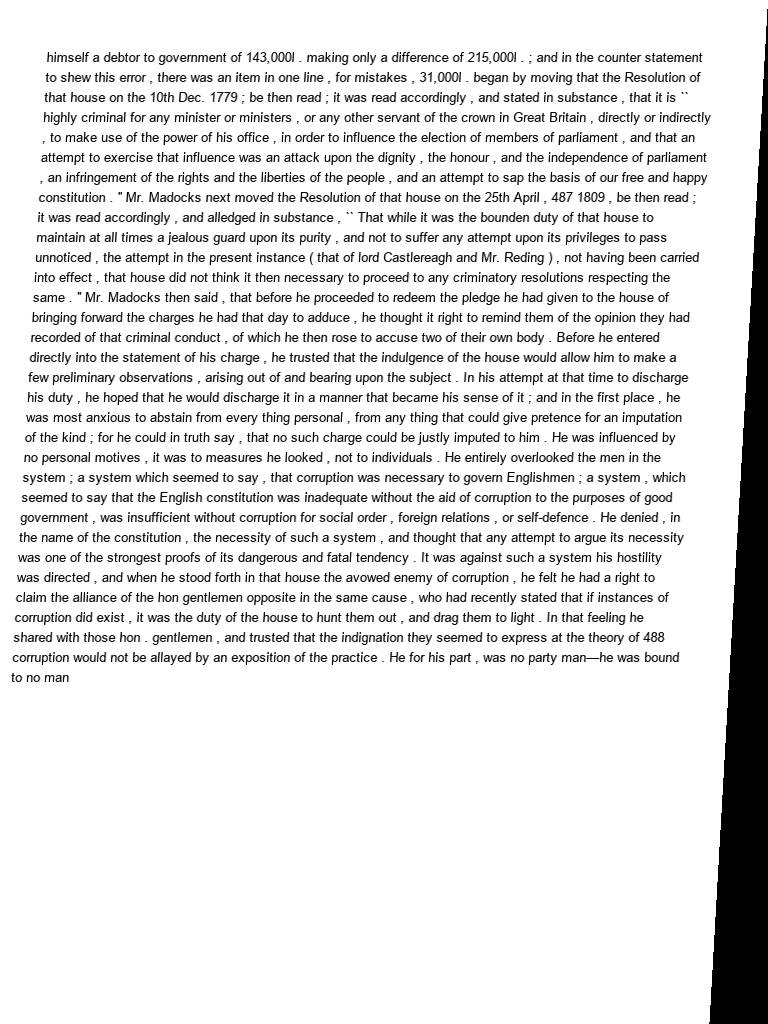 himself a debtor to government of 143,000l . making only a difference of 215,000l . ; and in the counter statement
to shew this error , there was an item in one line , for mistakes , 31,000l . began by moving that the Resolution of
that house on the 10th Dec. 1779 ; be then read ; it was read accordingly , and stated in substance , that it is ``
highly criminal for any minister or ministers , or any other servant of the crown in Great Britain , directly or indirectly
, to make use of the power of his office , in order to influence the election of members of parliament , and that an
attempt to exercise that influence was an attack upon the dignity , the honour , and the independence of parliament
, an infringement of the rights and the liberties of the people , and an attempt to sap the basis of our free and happy
constitution . " Mr. Madocks next moved the Resolution of that house on the 25th April , 487 1809 , be then read ;
it was read accordingly , and alledged in substance , `` That while it was the bounden duty of that house to
maintain at all times a jealous guard upon its purity , and not to suffer any attempt upon its privileges to pass
unnoticed , the attempt in the present instance ( that of lord Castlereagh and Mr. Reding ) , not having been carried
into effect , that house did not think it then necessary to proceed to any criminatory resolutions respecting the
same . " Mr. Madocks then said , that before he proceeded to redeem the pledge he had given to the house of
bringing forward the charges he had that day to adduce , he thought it right to remind them of the opinion they had
recorded of that criminal conduct , of which he then rose to accuse two of their own body . Before he entered
directly into the statement of his charge , he trusted that the indulgence of the house would allow him to make a
few preliminary observations , arising out of and bearing upon the subject . In his attempt at that time to discharge
his duty , he hoped that he would discharge it in a manner that became his sense of it ; and in the first place , he
was most anxious to abstain from every thing personal , from any thing that could give pretence for an imputation
of the kind ; for he could in truth say , that no such charge could be justly imputed to him . He was influenced by
no personal motives , it was to measures he looked , not to individuals . He entirely overlooked the men in the
system ; a system which seemed to say , that corruption was necessary to govern Englishmen ; a system , which
seemed to say that the English constitution was inadequate without the aid of corruption to the purposes of good
government , was insufficient without corruption for social order , foreign relations , or self-defence . He denied , in
the name of the constitution , the necessity of such a system , and thought that any attempt to argue its necessity
was one of the strongest proofs of its dangerous and fatal tendency . It was against such a system his hostility
was directed , and when he stood forth in that house the avowed enemy of corruption , he felt he had a right to
claim the alliance of the hon gentlemen opposite in the same cause , who had recently stated that if instances of
corruption did exist , it was the duty of the house to hunt them out , and drag them to light . In that feeling he
shared with those hon . gentlemen , and trusted that the indignation they seemed to express at the theory of 488
corruption would not be allayed by an exposition of the practice . He for his part , was no party man—he was bound
to no man